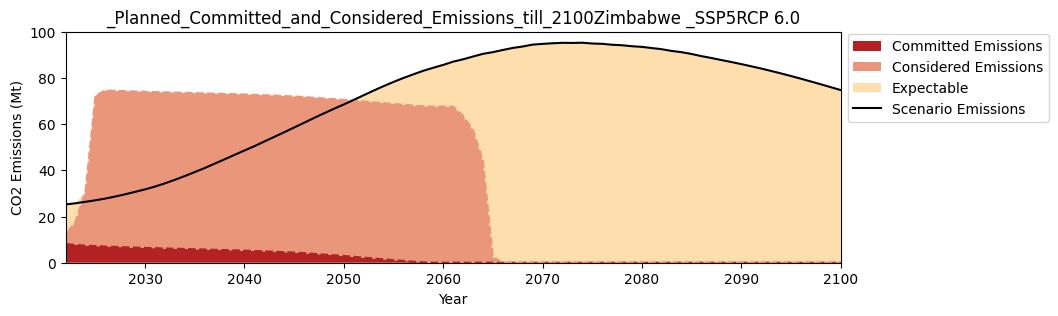 _Planned_Committed_and_Considered_Emissions_till_2100Zimbabwe _SSP5RCP 6.0
100
80
60
40
20
0
CO2 Emissions (Mt)
2030 2040 2050 2060 2070 2080 2090 2100
Year
Committed Emissions
Considered Emissions
Expectable
Scenario Emissions